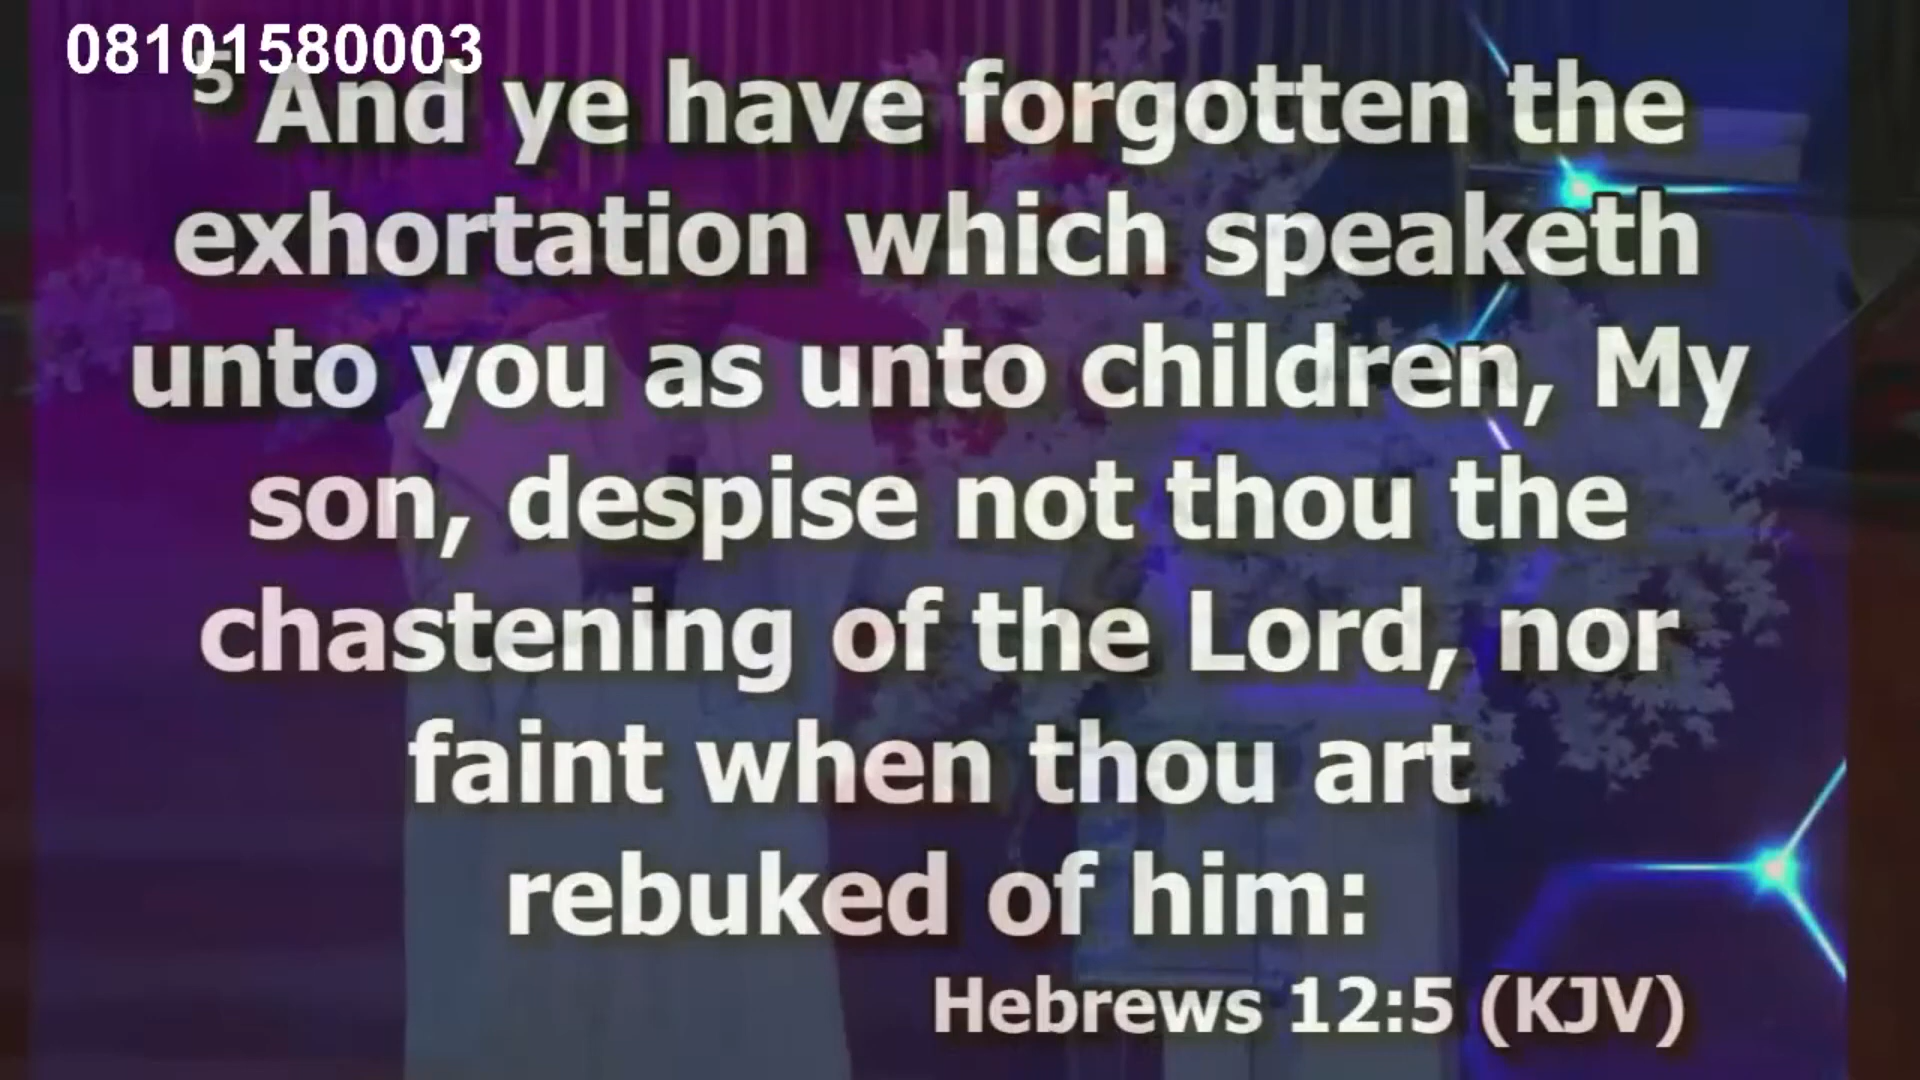 08101580003
5 And ye have forgotten the
exhortation which speaketh
unto you as unto children, My
son, despise not thou the
chastening of the Lord, nor
faint when thou art
rebuked of him:
Hebrews 12:5 (KJV)